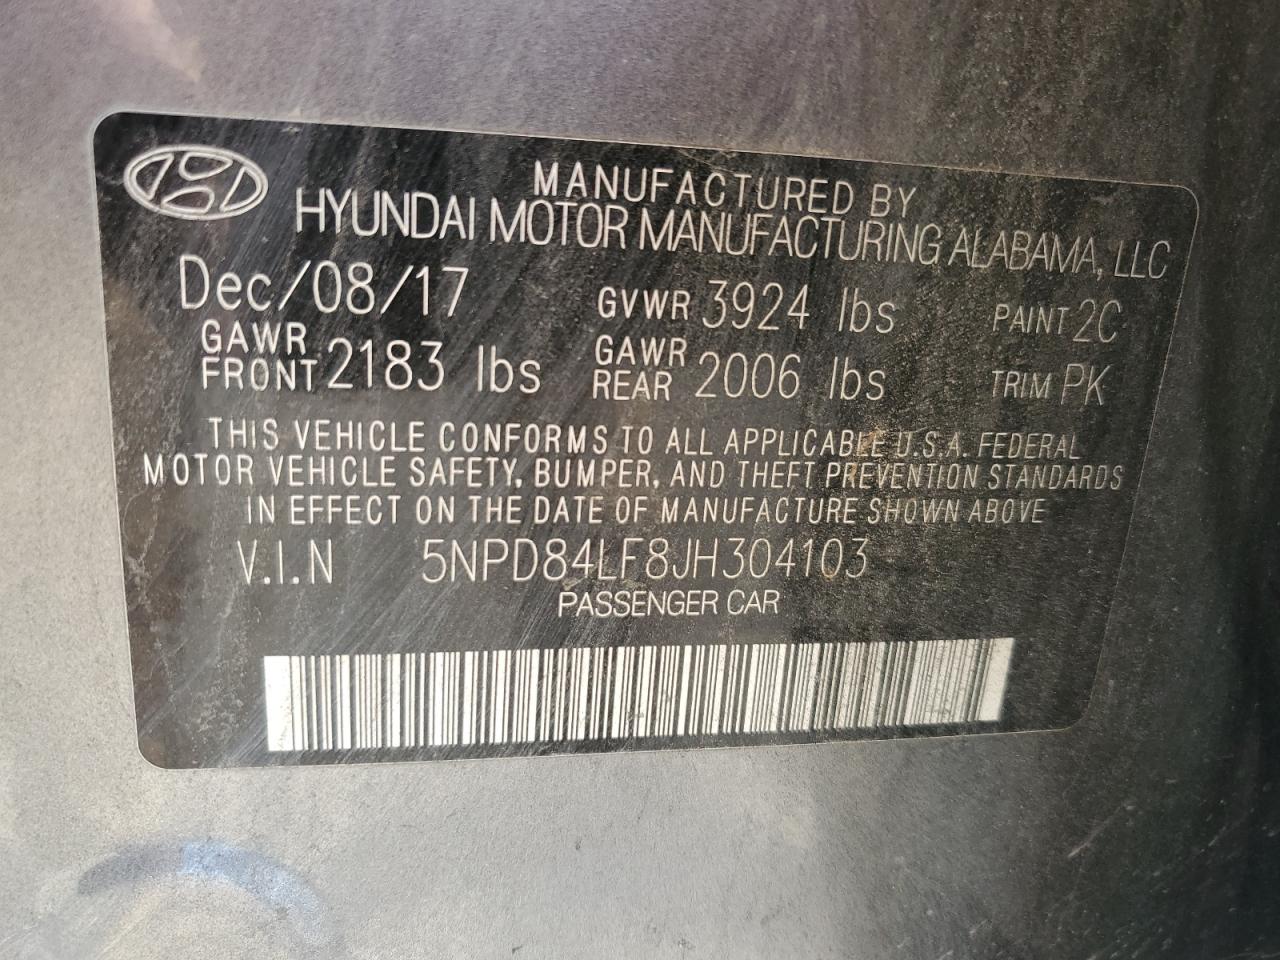 MANUFACTURED BY
HYUNDAI MOTOR MANUFACTURING ALABAMA, LLC
Dec/08/17 GVWR 3924 lbs PAINT 2C
GAWR FRONT 2183 lbs GAWR REAR 2006 lbs TRIM PK
THIS VEHICLE CONFORMS TO ALL APPLICABLE U.S.A. FEDERAL
MOTOR VEHICLE SAFETY, BUMPER, AND THEFT PREVENTION STANDARDS
IN EFFECT ON THE DATE OF MANUFACTURE SHOWN ABOVE
V.I.N 5NPD84LF8JH304103
PASSENGER CAR